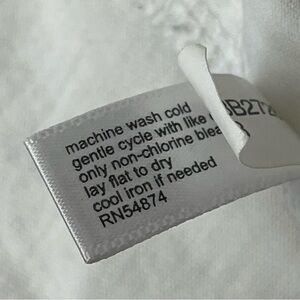 machine wash cold
gentle cycle with like
only non-chlorine
lay flat to dry
cool iron if needed
RN54874